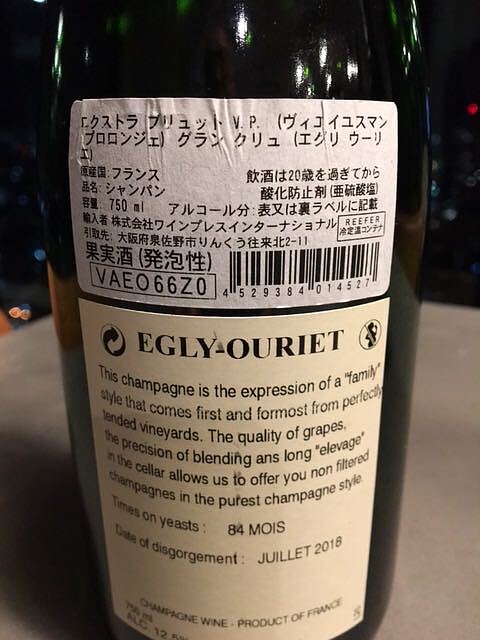 エクストラ ブリュット V.P. (ヴィエイユスマン
プロロンジェ) グラン クリュ (エグリ ウーリ
エ)
原産国: フランス 飲酒は20歳を過ぎてから
品名: シャンパン 酸化防止剤(亜硫酸塩)
容量: 750 ml アルコール分: 表又は裏ラベルに記載
輸入者 株式会社ワインプレスインターナショナル REEFER 冷定温コンテナ
引取先: 大阪府泉佐野市りんくう往来北2-11
果実酒 (発泡性)
VAE066Z0 4 529384 014527
EGLY-OURIET
This champagne is the expression of a "family"
style that comes first and formost from perfectly
tended vineyards. The quality of grapes,
the precision of blending ans long "elevage"
in the cellar allows us to offer you non filtered
champagnes in the purest champagne style.
Times on yeasts : 84 MOIS
Date of disgorgement : JUILLET 2018
CHAMPAGNE WINE - PRODUCT OF FRANCE
750 ml
ALC. 12,5%